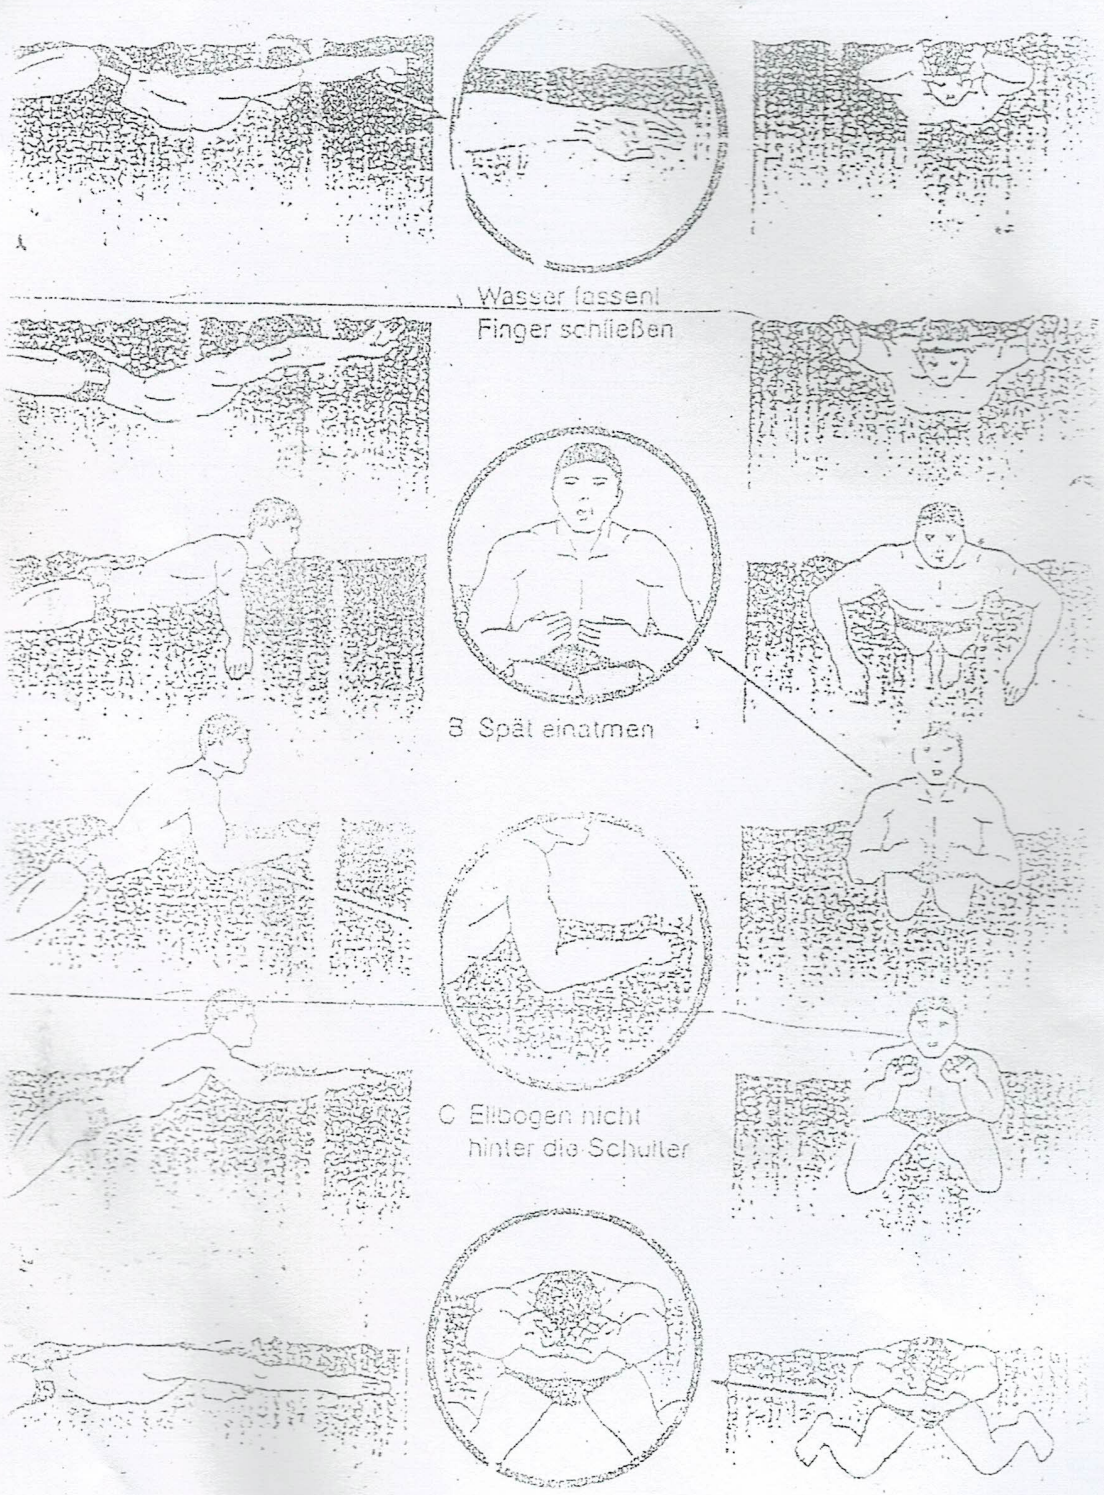 Wasser fassen!
Finger schließen
B Spät einatmen
C Ellbogen nicht
hinter die Schulter